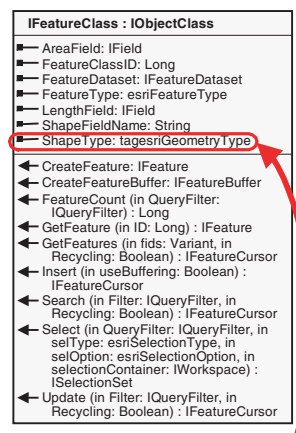 IFeatureClass : IObjectClass
AreaField: IField
FeatureClassID: Long
FeatureDataset: IFeatureDataset
FeatureType: esriFeatureType
LengthField: IField
ShapeFieldName: String
ShapeType: tagesriGeometryType
CreateFeature: IFeature
CreateFeatureBuffer: IFeatureBuffer
FeatureCount (in QueryFilter:
IQueryFilter) : Long
GetFeature (in ID: Long) : IFeature
GetFeatures (in fids: Variant, in
Recycling: Boolean) : IFeatureCursor
Insert (in useBuffering: Boolean) :
IFeatureCursor
Search (in Filter: IQueryFilter, in
Recycling: Boolean) : IFeatureCursor
Select (in QueryFilter: IQueryFilter, in
selType: esriSelectionType, in
selOption: esriSelectionOption, in
selectionContainer: IWorkspace) :
ISelectionSet
Update (in Filter: IQueryFilter, in
Recycling: Boolean) : IFeatureCursor